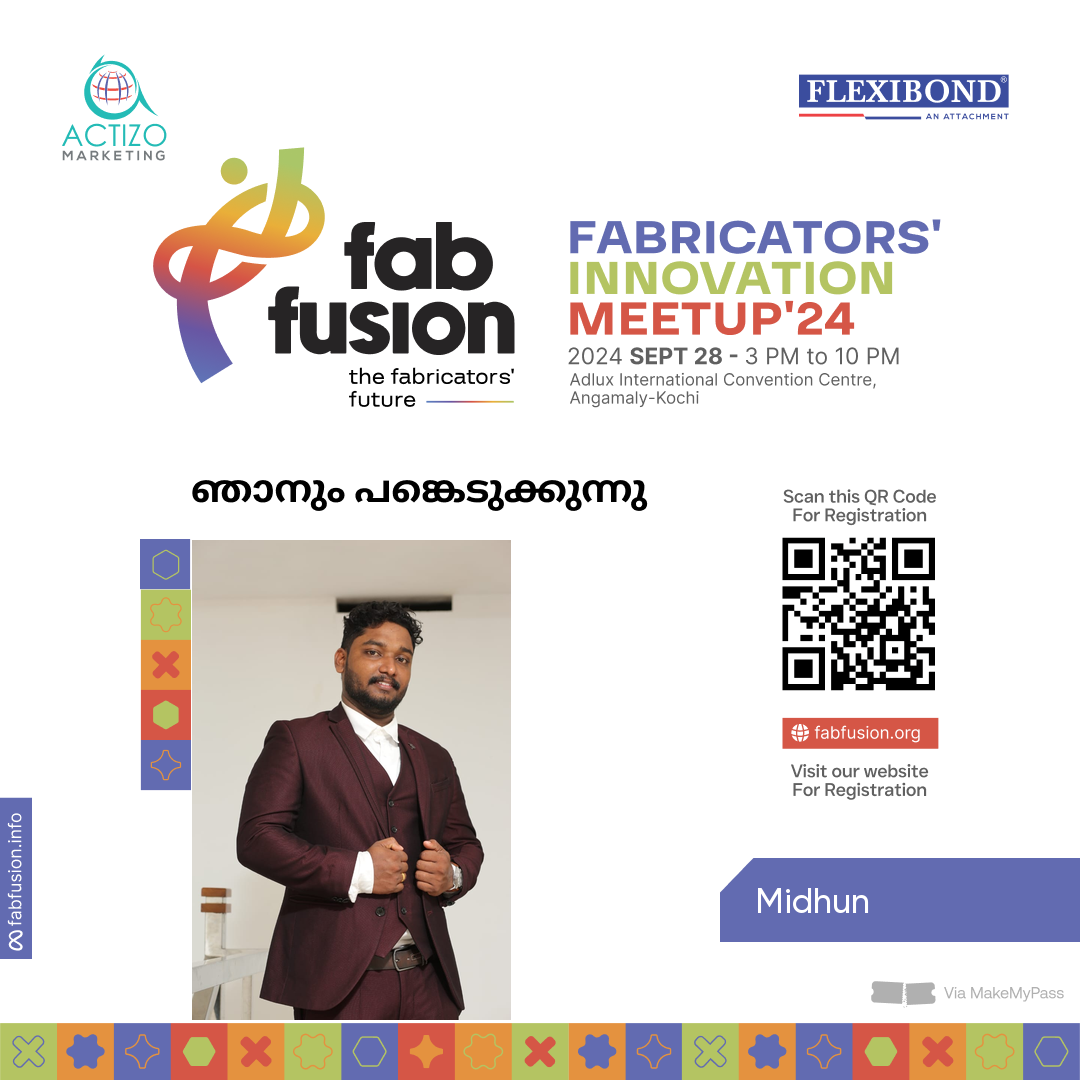 ACTIZO
MARKETING
FLEXIBOND®
AN ATTACHMENT
fab
fusion
the fabricators'
future
FABRICATORS'
INNOVATION
MEETUP'24
2024 SEPT 28 - 3 PM to 10 PM
Adlux International Convention Centre,
Angamaly-Kochi
ഞാനും പങ്കെടുക്കുന്നു
Scan this QR Code
For Registration
fabfusion.org
Visit our website
For Registration
fabfusion.info
Midhun
Via MakeMyPass